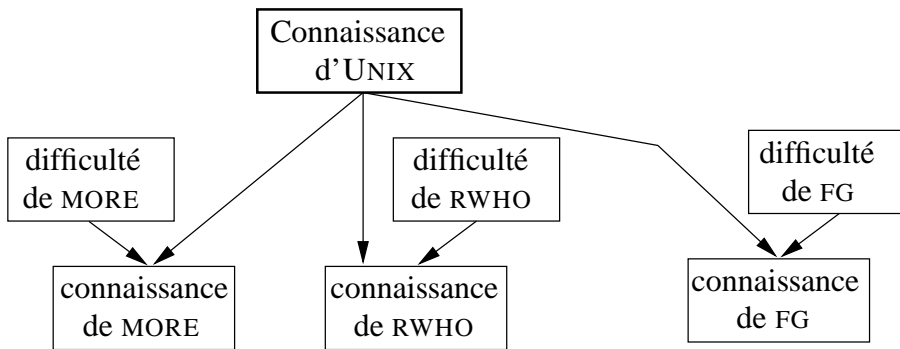 Connaissance
d'UNIX
difficulté
de MORE
difficulté
de RWHO
difficulté
de FG
connaissance
de MORE
connaissance
de RWHO
connaissance
de FG